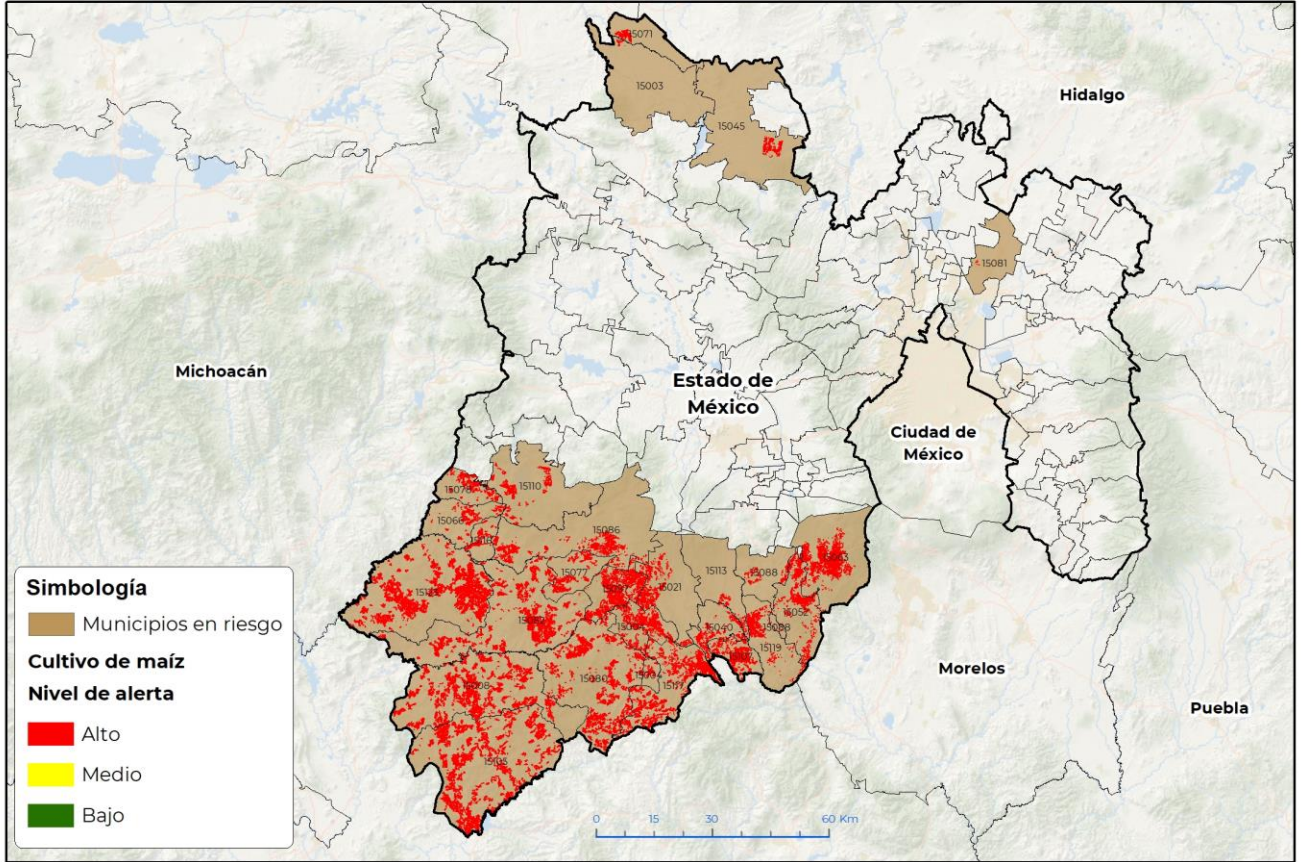 15071
15003
Hidalgo
15045
15081
Michoacán
Estado de
México
Ciudad de
México
15110
15066
15086
15077
15021
15113
15088
15052
15040
15119
15080
15008
15105
Morelos
Puebla
Simbología
Municipios en riesgo
Cultivo de maíz
Nivel de alerta
Alto
Medio
Bajo
0 15 30 60 Km